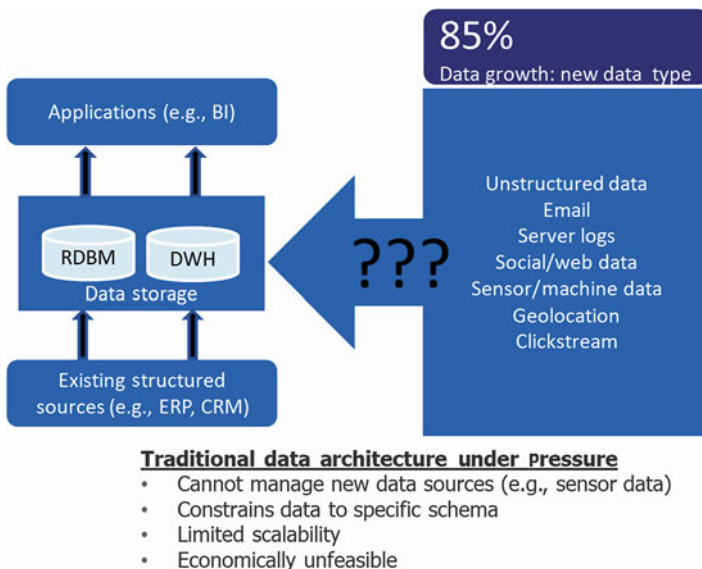 85%
Data growth: new data type
Applications (e.g., BI)
RDBM
DWH
Data storage
Existing structured
sources (e.g., ERP, CRM)
???
Unstructured data
Email
Server logs
Social/web data
Sensor/machine data
Geolocation
Clickstream
Traditional data architecture under Pressure
• Cannot manage new data sources (e.g., sensor data)
• Constrains data to specific schema
• Limited scalability
• Economically unfeasible